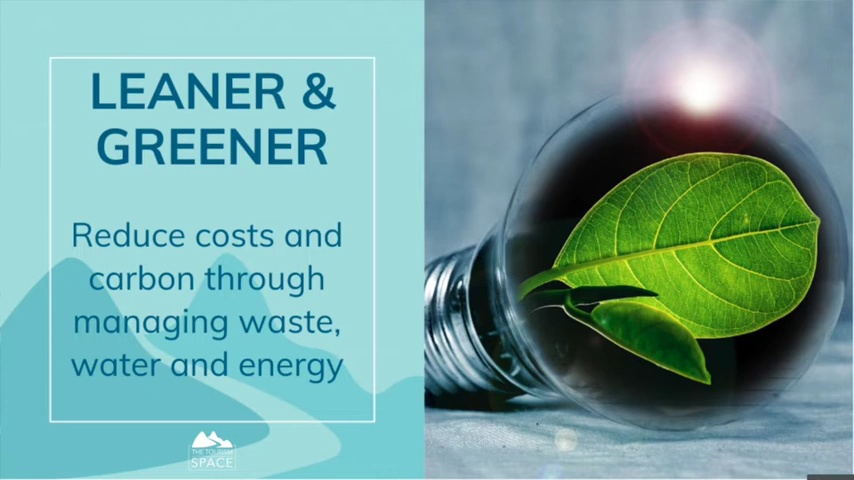 LEANER &
GREENER
Reduce costs and
carbon through
managing waste,
water and energy
THE TOURISM
SPACE